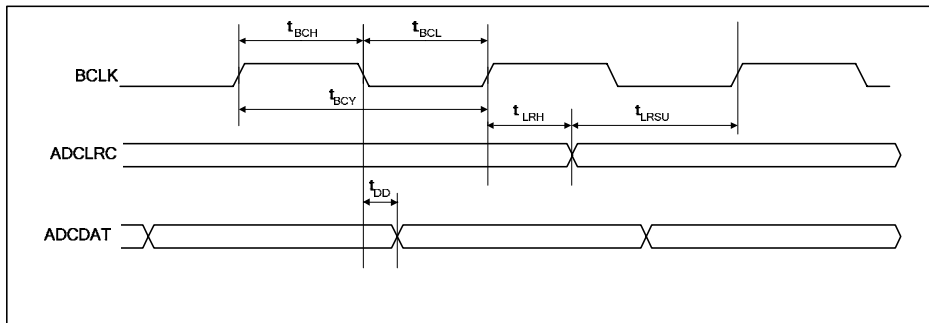 tBCH tBCL
BCLK
tBCY tLRH tLRSU
ADCLRC
tDD
ADCDAT